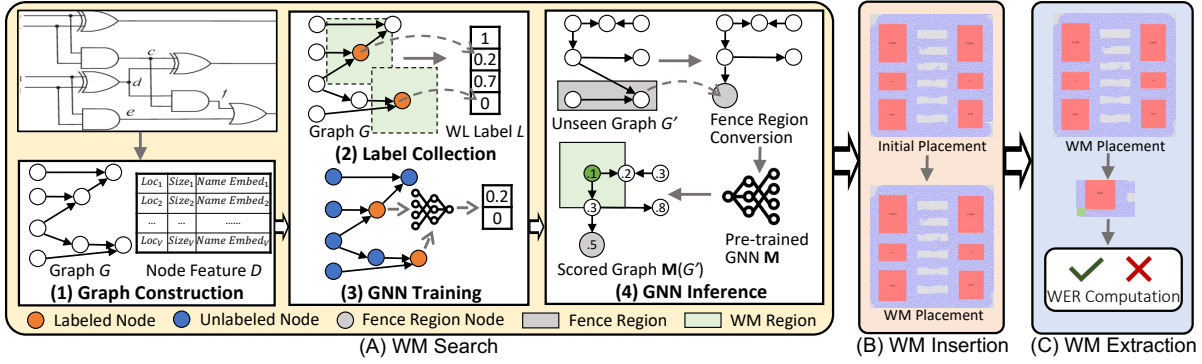 c
d
e
f
Graph G
Loc1 Size1 Name Embed1
Loc2 Size2 Name Embed2
... ... ......
LocV SizeV Name EmbedV
Node Feature D
(1) Graph Construction
1
0.2
0.7
0
Graph G
WL Label L
(2) Label Collection
0.2
0
(3) GNN Training
Unseen Graph G'
Fence Region
Conversion
.1
.2
.3
.3
.8
.5
Pre-trained
GNN M
Scored Graph M(G')
(4) GNN Inference
Labeled Node
Unlabeled Node
Fence Region Node
Fence Region
WM Region
(A) WM Search
Initial Placement
WM Placement
(B) WM Insertion
WM Placement
WER Computation
(C) WM Extraction